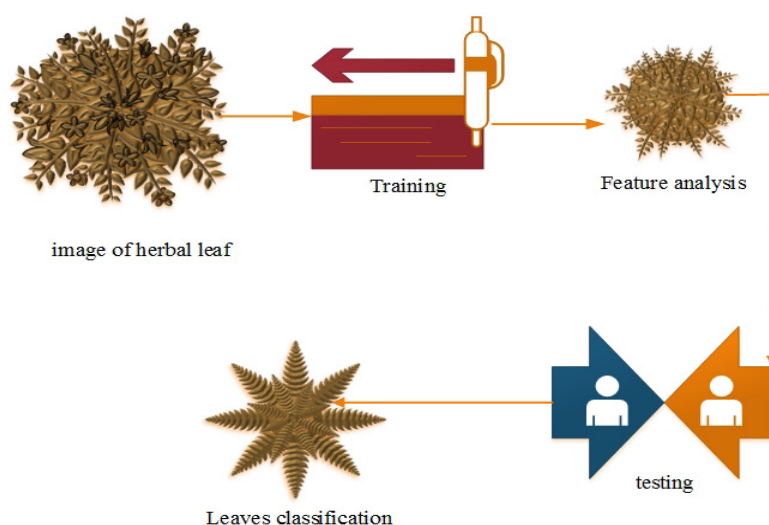 image of herbal leaf
Training
Feature analysis
testing
Leaves classification